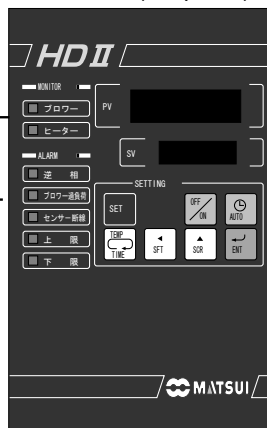 HDⅡ
MONITOR
ブロワー
ヒーター
ALARM
逆 相
ブロワー過負荷
センサー断線
上 限
下 限
PV
SV
SETTING
SET
OFF/ON
AUTO
TEMP
TIME
SFT
SCR
ENT
MATSUI